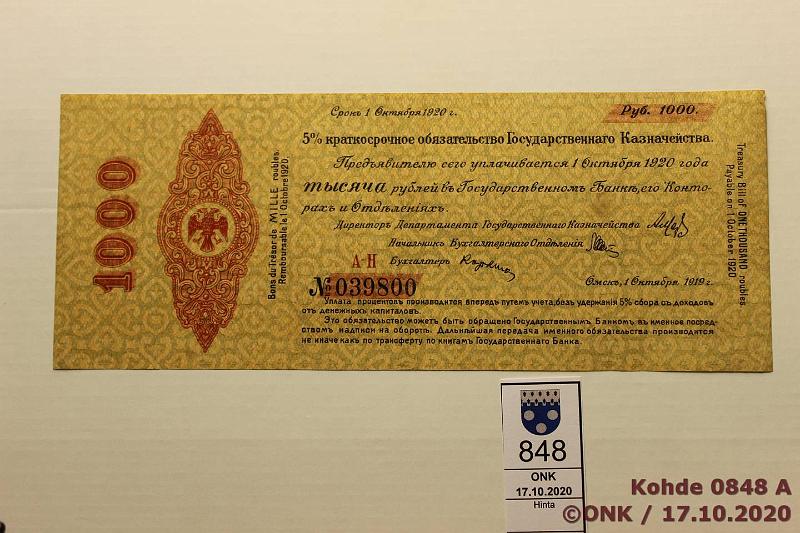 1000
Срокъ 1 Октября 1920 г.
Руб. 1000.
5% краткосрочное обязательство Государственнаго Казначейства.
Предъявителю сего уплачивается 1 Октября 1920 года
тысяча рублей въ Государственномъ Банкѣ, его Конто-
рахъ и Отдѣленіяхъ.
Директоръ Департамента Государственнаго Казначейства
Начальникъ Бухгалтерскаго Отдѣленія
Бухгалтеръ
А-Н
№ 039800
Омскъ, 1 Октября 1919 г.
Уплата процентовъ производится впередъ путемъ учета, безъ удержанія 5% сбора съ доходовъ
отъ денежныхъ капиталовъ.
Это обязательство можетъ быть обращено Государственнымъ Банкомъ въ именное посред-
ствомъ надписи на оборотѣ. Дальнѣйшая передача именного обязательства производится
не иначе какъ по трансферту по книгамъ Государственнаго Банка.
Bons du Trésor de MILLE roubles.
Remboursable le 1 Octobre 1920.
Treasury Bill of ONE THOUSAND roubles
Payable on 1 October 1920
848
ONK
17.10.2020
Hinta
Kohde 0848 A
©ONK / 17.10.2020